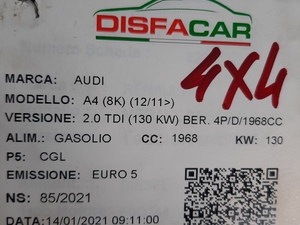 DISFACAR
MARCA: AUDI
4X4
MODELLO: A4 (8K) (12/11>)
VERSIONE: 2.0 TDI (130 KW) BER. 4P/D/1968CC
ALIM.: GASOLIO CC: 1968 KW: 130
P5: CGL
EMISSIONE: EURO 5
NS: 85/2021
DATA: 14/01/2021 09:11:00